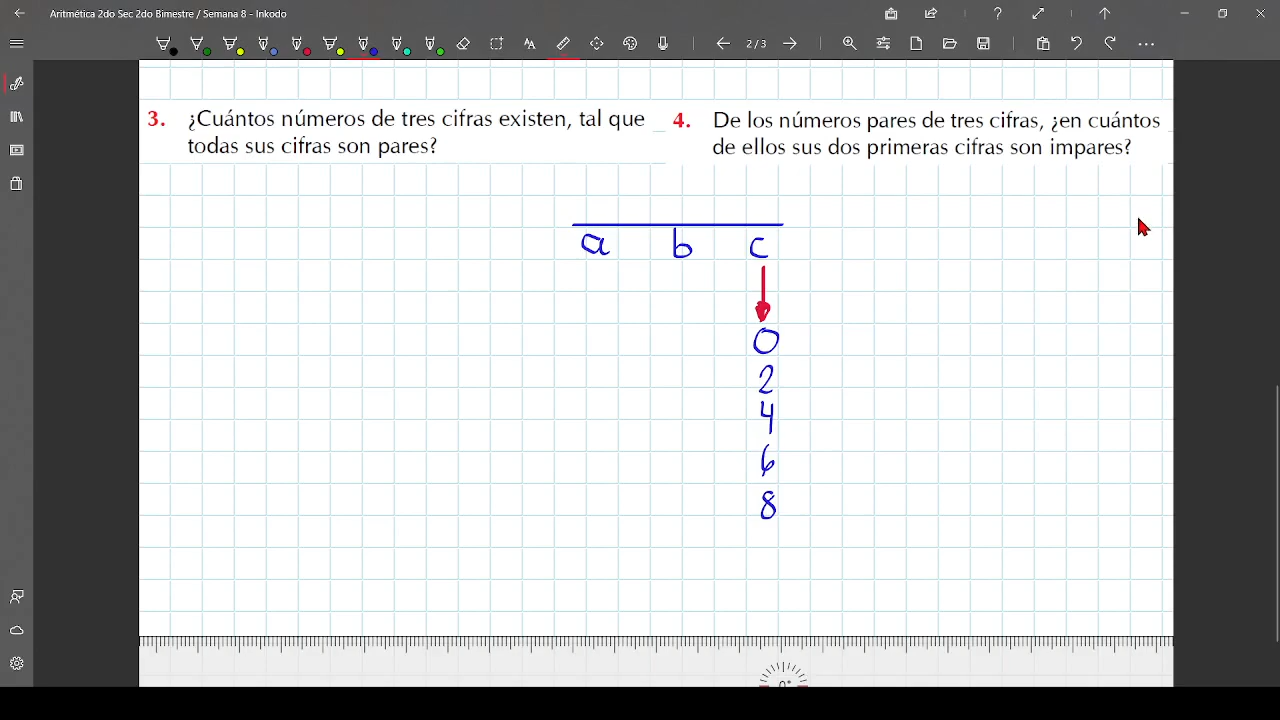 Aritmética 2do Sec 2do Bimestre / Semana 8 - Inkodo
2/3
3. ¿Cuántos números de tres cifras existen, tal que
todas sus cifras son pares?
4. De los números pares de tres cifras, ¿en cuántos
de ellos sus dos primeras cifras son impares?
a b c
0
2
4
6
8